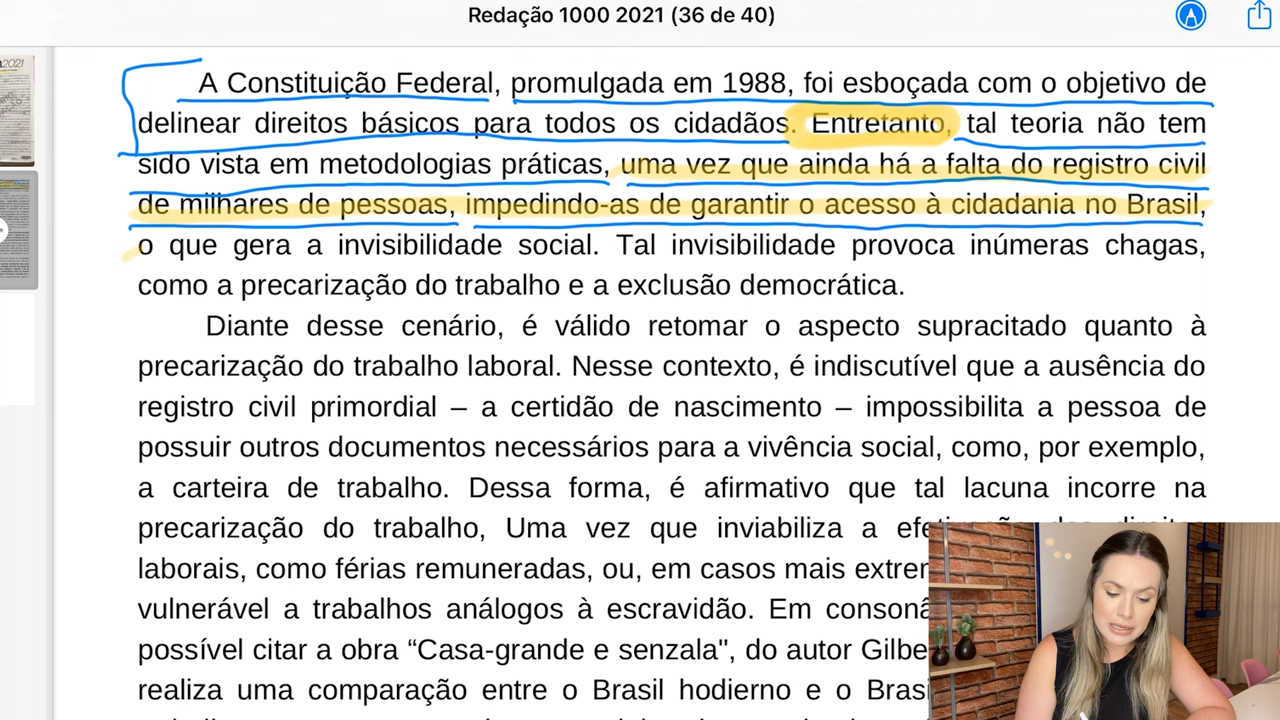 Redação 1000 2021 (36 de 40)
2021
A Constituição Federal, promulgada em 1988, foi esboçada com o objetivo de
delinear direitos básicos para todos os cidadãos. Entretanto, tal teoria não tem
sido vista em metodologias práticas, uma vez que ainda há a falta do registro civil
de milhares de pessoas, impedindo-as de garantir o acesso à cidadania no Brasil,
o que gera a invisibilidade social. Tal invisibilidade provoca inúmeras chagas,
como a precarização do trabalho e a exclusão democrática.
Diante desse cenário, é válido retomar o aspecto supracitado quanto à
precarização do trabalho laboral. Nesse contexto, é indiscutível que a ausência do
registro civil primordial – a certidão de nascimento – impossibilita a pessoa de
possuir outros documentos necessários para a vivência social, como, por exemplo,
a carteira de trabalho. Dessa forma, é afirmativo que tal lacuna incorre na
precarização do trabalho, Uma vez que inviabiliza a
laborais, como férias remuneradas, ou, em casos mais
vulnerável a trabalhos análogos à escravidão. Em
possível citar a obra “Casa-grande e senzala", do autor
realiza uma comparação entre o Brasil hodierno e o